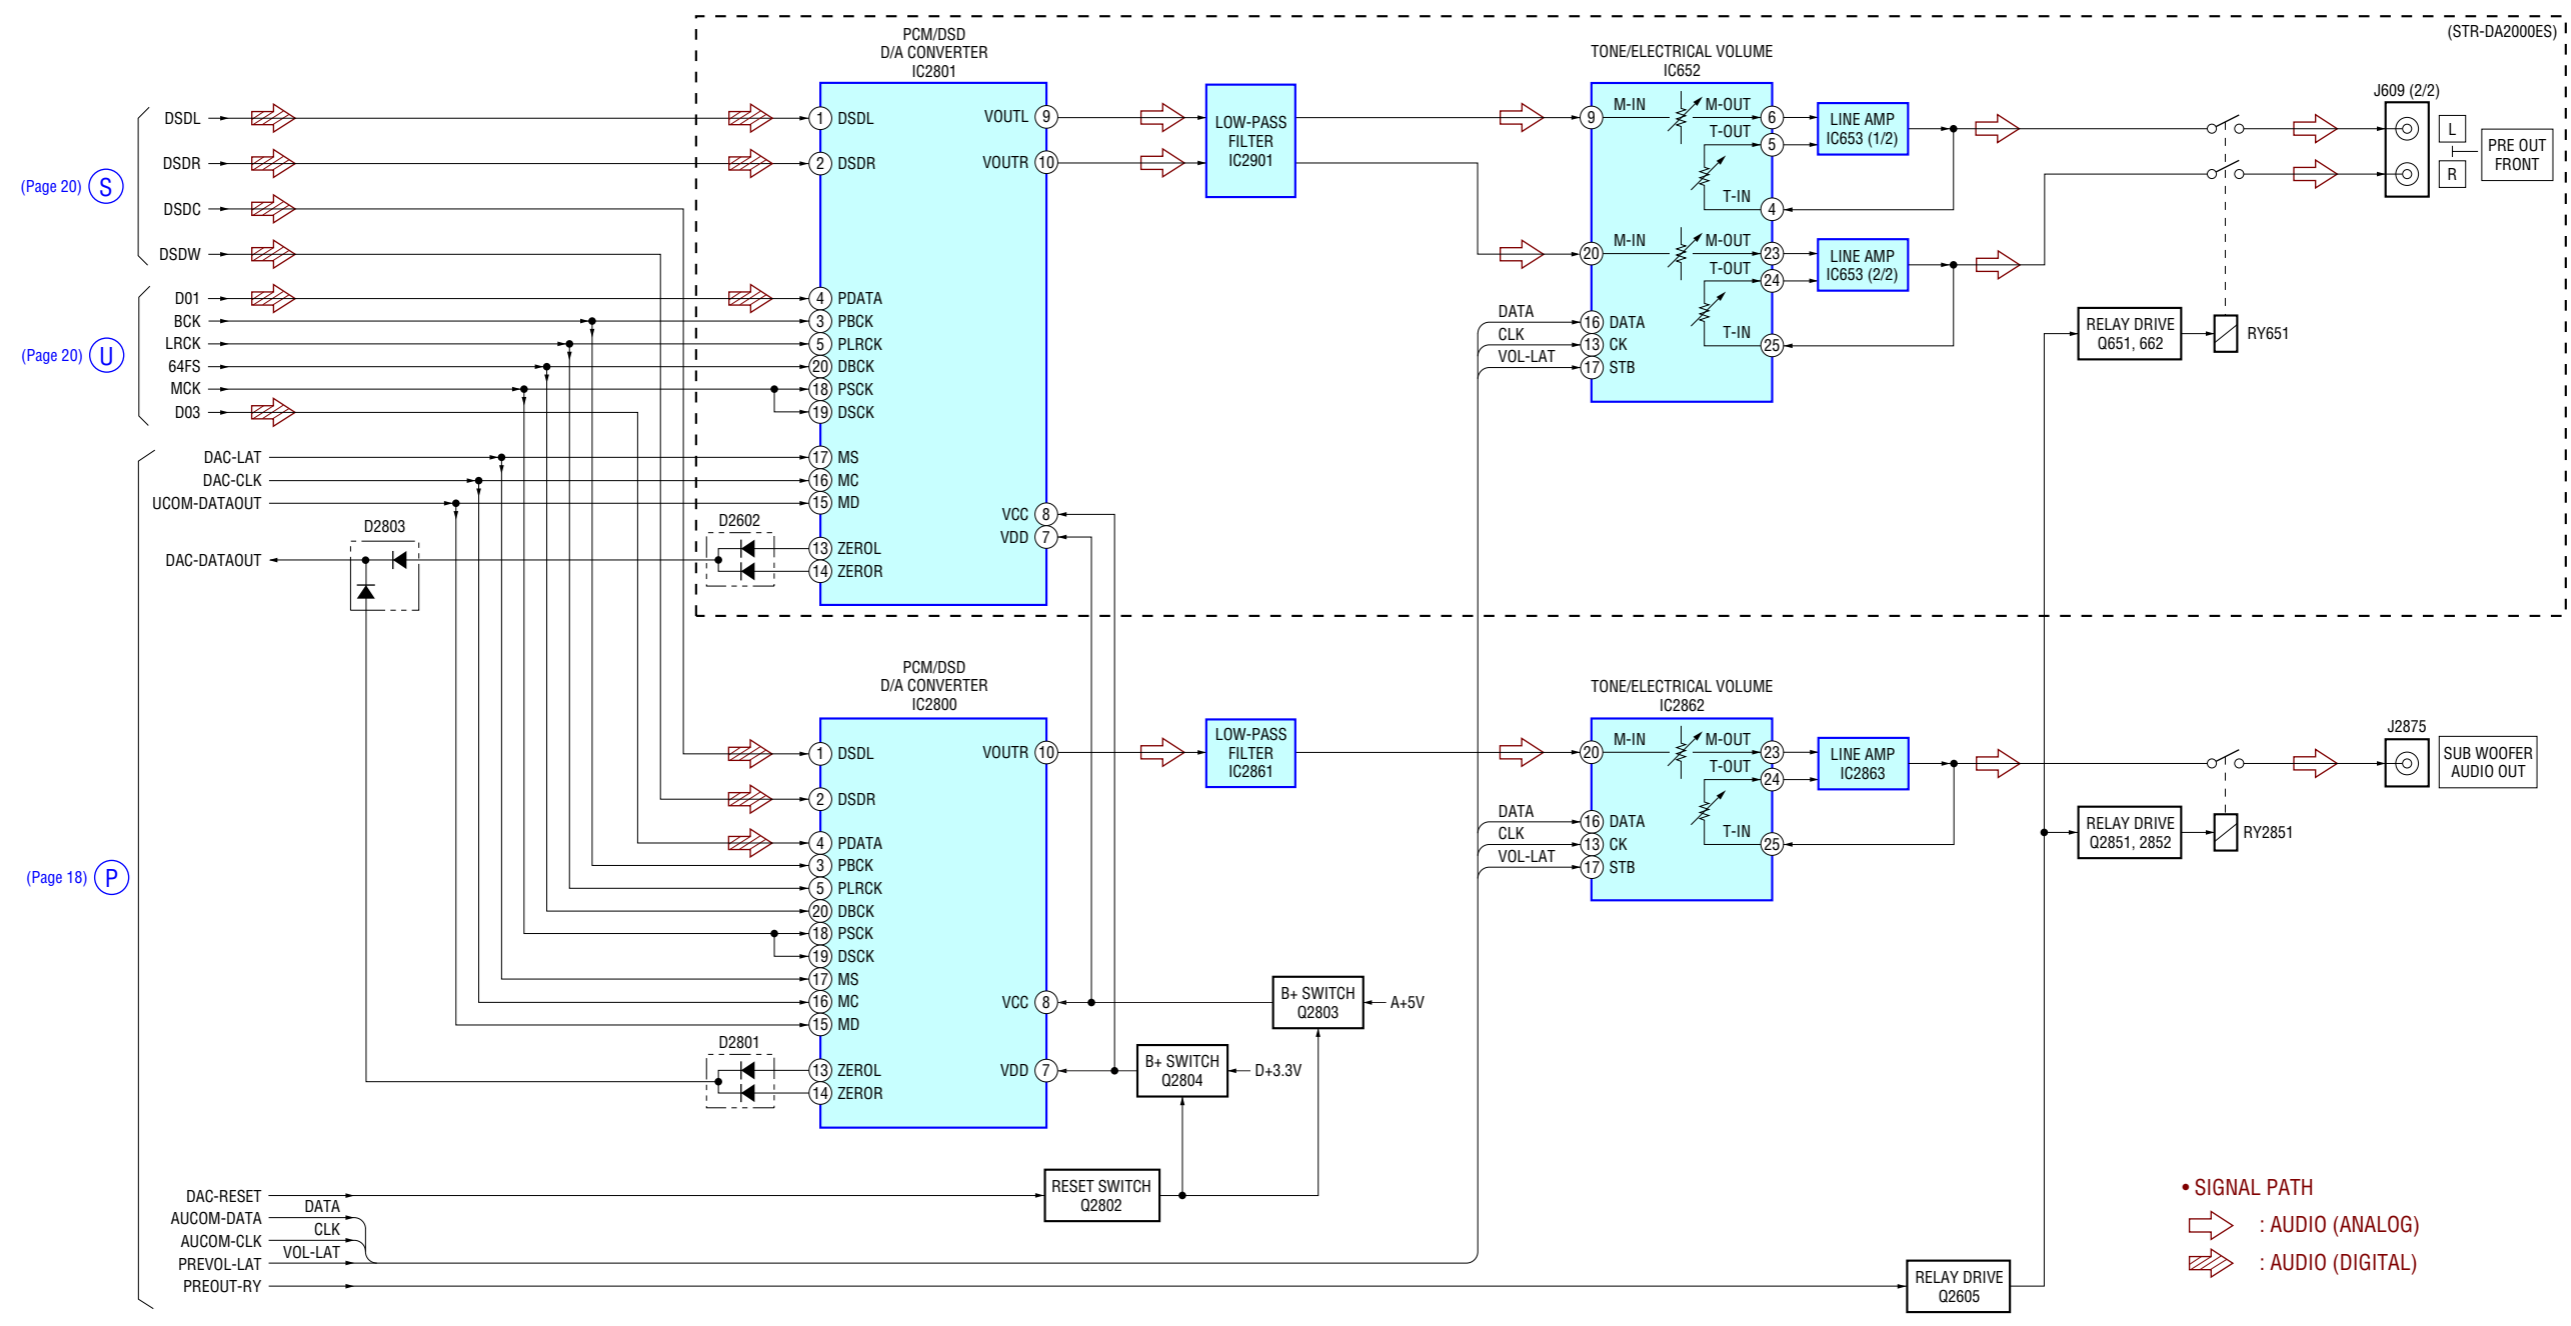 (STR-DA2000ES)
PCM/DSD
D/A CONVERTER
IC2801
TONE/ELECTRICAL VOLUME
IC652
J609 (2/2)
(Page 20) S
DSDL
DSDR
DSDC
DSDW
(Page 20) U
D01
BCK
LRCK
64FS
MCK
D03
(Page 18) P
DAC-LAT
DAC-CLK
UCOM-DATAOUT
DAC-DATAOUT
D2803
D2602
1 DSDL
2 DSDR
4 PDATA
3 PBCK
5 PLRCK
20 DBCK
18 PSCK
19 DSCK
17 MS
16 MC
15 MD
13 ZEROL
14 ZEROR
VOUTL 9
VOUTR 10
VCC 8
VDD 7
LOW-PASS
FILTER
IC2901
9 M-IN
M-OUT 6
T-OUT 5
T-IN 4
20 M-IN
M-OUT 23
T-OUT 24
T-IN 25
DATA
CLK
VOL-LAT
16 DATA
13 CK
17 STB
LINE AMP
IC653 (1/2)
LINE AMP
IC653 (2/2)
L
R
PRE OUT
FRONT
RELAY DRIVE
Q651, 662
RY651
PCM/DSD
D/A CONVERTER
IC2800
TONE/ELECTRICAL VOLUME
IC2862
J2875
1 DSDL
2 DSDR
4 PDATA
3 PBCK
5 PLRCK
20 DBCK
18 PSCK
19 DSCK
17 MS
16 MC
15 MD
13 ZEROL
14 ZEROR
D2801
VOUTR 10
VCC 8
VDD 7
LOW-PASS
FILTER
IC2861
20 M-IN
M-OUT 23
T-OUT 24
T-IN 25
DATA
CLK
VOL-LAT
16 DATA
13 CK
17 STB
LINE AMP
IC2863
SUB WOOFER
AUDIO OUT
RELAY DRIVE
Q2851, 2852
RY2851
B+ SWITCH
Q2803
A+5V
B+ SWITCH
Q2804
D+3.3V
RESET SWITCH
Q2802
DAC-RESET
AUCOM-DATA
AUCOM-CLK
PREVOL-LAT
PREOUT-RY
DATA
CLK
VOL-LAT
RELAY DRIVE
Q2605
• SIGNAL PATH
: AUDIO (ANALOG)
: AUDIO (DIGITAL)